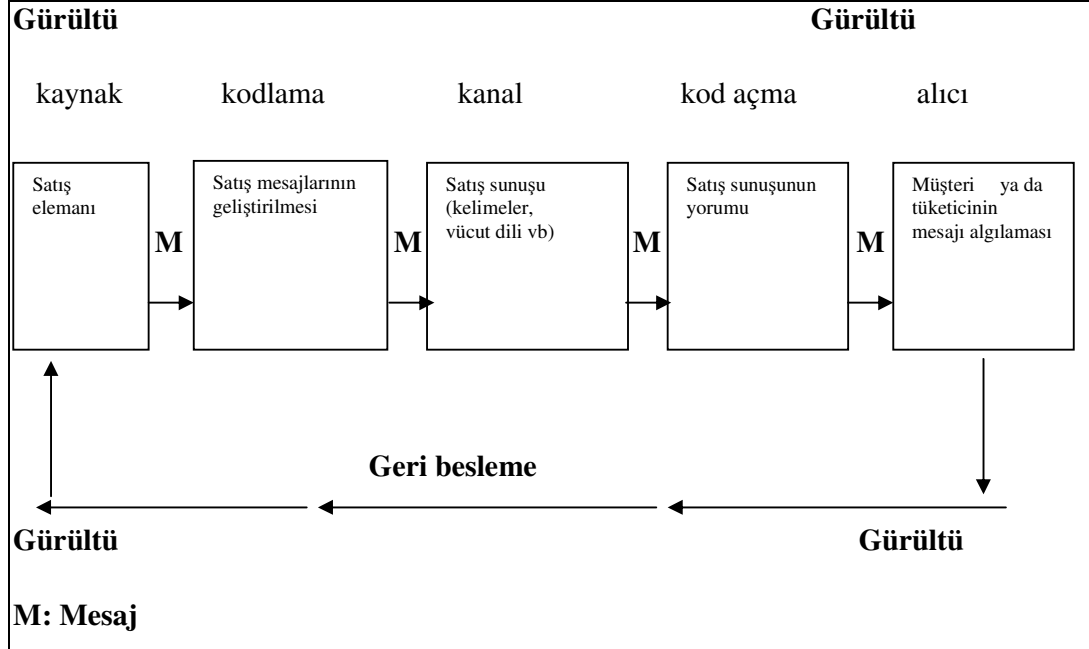 Gürültü Gürültü
kaynak kodlama kanal kod açma alıcı
Satış
elemanı
M
Satış mesajlarının
geliştirilmesi
M
Satış sunuşu
(kelimeler,
vücut dili vb)
M
Satış sunuşunun
yorumu
M
Müşteri ya da
tüketicinin
mesajı algılaması
Geri besleme
Gürültü Gürültü
M: Mesaj